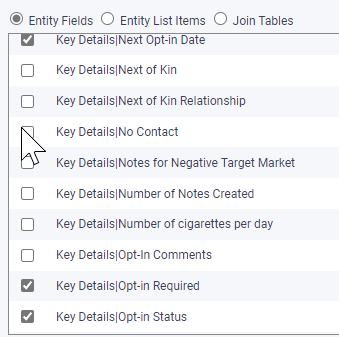 Entity Fields Entity List Items Join Tables
Key Details|Next Opt-in Date
Key Details|Next of Kin
Key Details|Next of Kin Relationship
Key Details|No Contact
Key Details|Notes for Negative Target Market
Key Details|Number of Notes Created
Key Details|Number of cigarettes per day
Key Details|Opt-In Comments
Key Details|Opt-in Required
Key Details|Opt-in Status